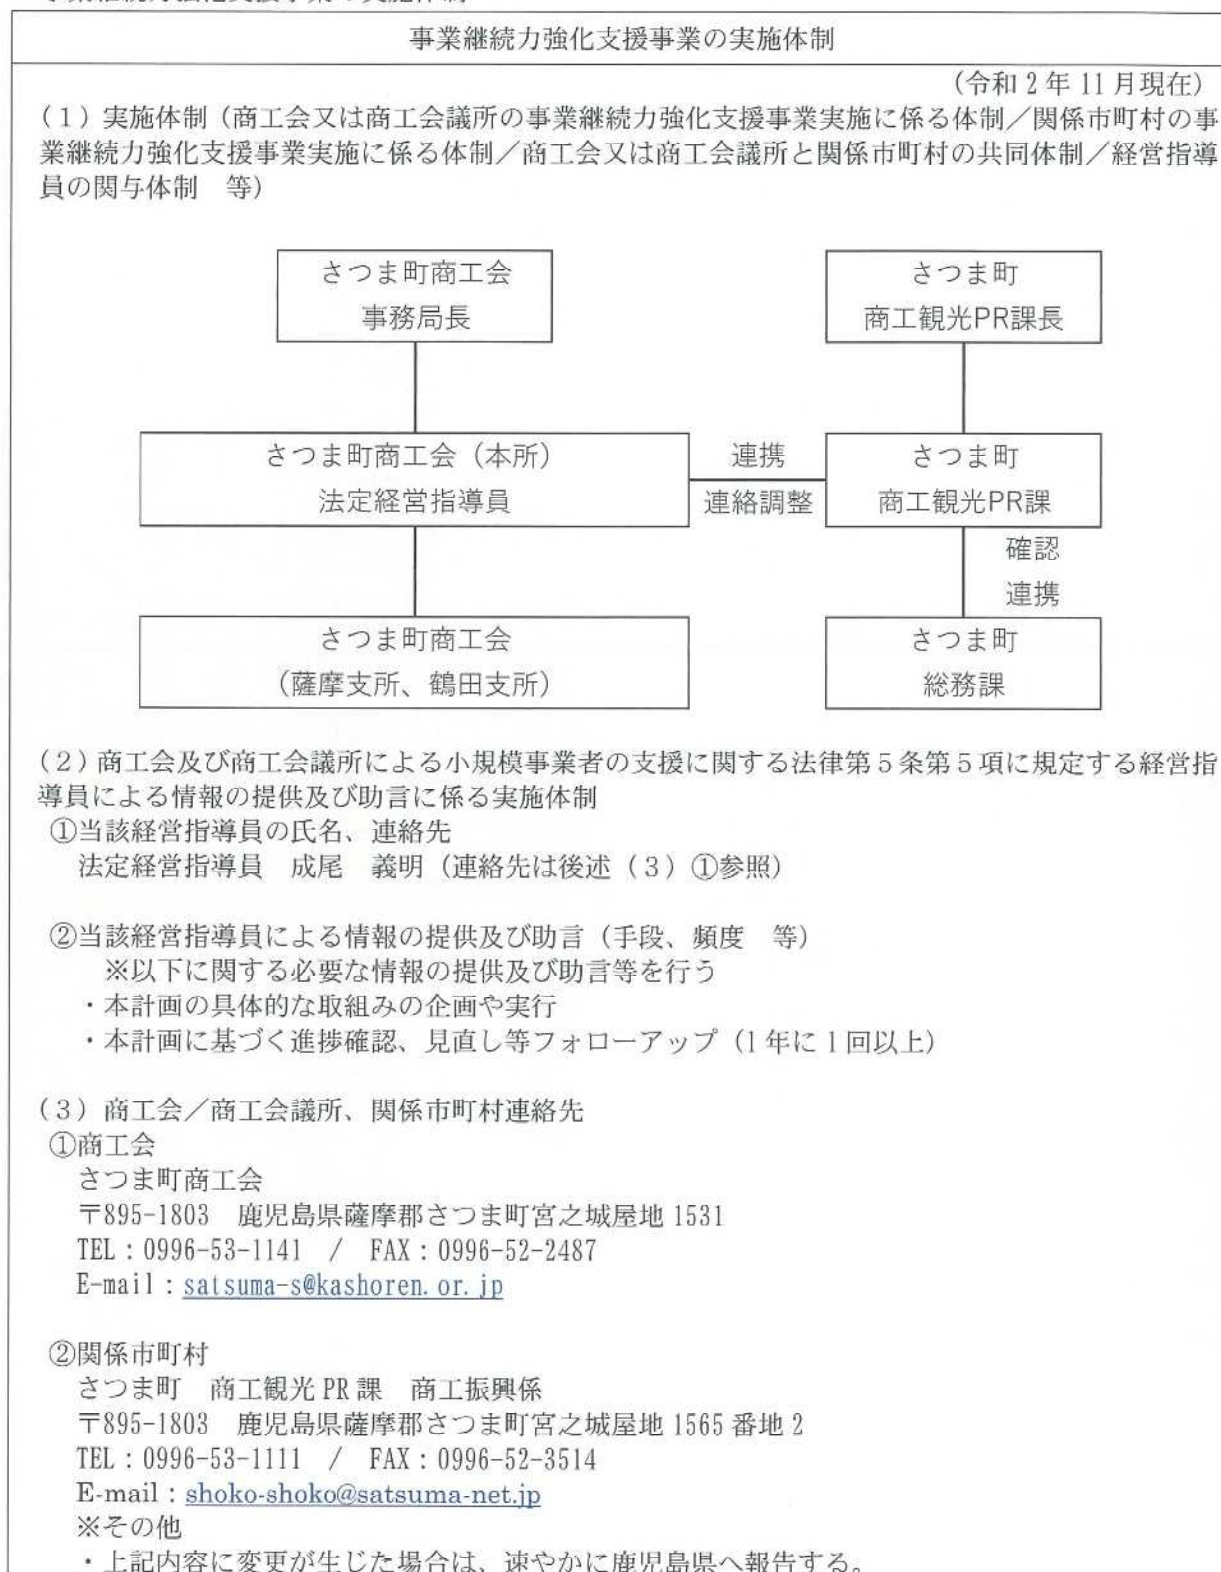 事業継続力強化支援事業の実施体制
(令和2年11月現在)
(1)実施体制(商工会又は商工会議所の事業継続力強化支援事業実施に係る体制/関係市町村の事
業継続力強化支援事業実施に係る体制/商工会又は商工会議所と関係市町村の共同体制/経営指導
員の関与体制 等)
さつま町商工会
事務局長
さつま町
商工観光PR課長
さつま町商工会(本所)
法定経営指導員
連携
連絡調整
さつま町
商工観光PR課
確認
連携
さつま町商工会
(薩摩支所、鶴田支所)
さつま町
総務課
(2)商工会及び商工会議所による小規模事業者の支援に関する法律第5条第5項に規定する経営指
導員による情報の提供及び助言に係る実施体制
①当該経営指導員の氏名、連絡先
法定経営指導員 成尾 義明(連絡先は後述(3)①参照)
②当該経営指導員による情報の提供及び助言(手段、頻度 等)
※以下に関する必要な情報の提供及び助言等を行う
・本計画の具体的な取組みの企画や実行
・本計画に基づく進捗確認、見直し等フォローアップ(1年に1回以上)
(3)商工会/商工会議所、関係市町村連絡先
①商工会
さつま町商工会
〒895-1803 鹿児島県薩摩郡さつま町宮之城屋地1531
TEL:0996-53-1141 / FAX:0996-52-2487
E-mail:satsuma-s@kashoren.or.jp
②関係市町村
さつま町 商工観光PR課 商工振興係
〒895-1803 鹿児島県薩摩郡さつま町宮之城屋地1565番地2
TEL:0996-53-1111 / FAX:0996-52-3514
E-mail:shoko-shoko@satsuma-net.jp
※その他
・上記内容に変更が生じた場合は、速やかに鹿児島県へ報告する。